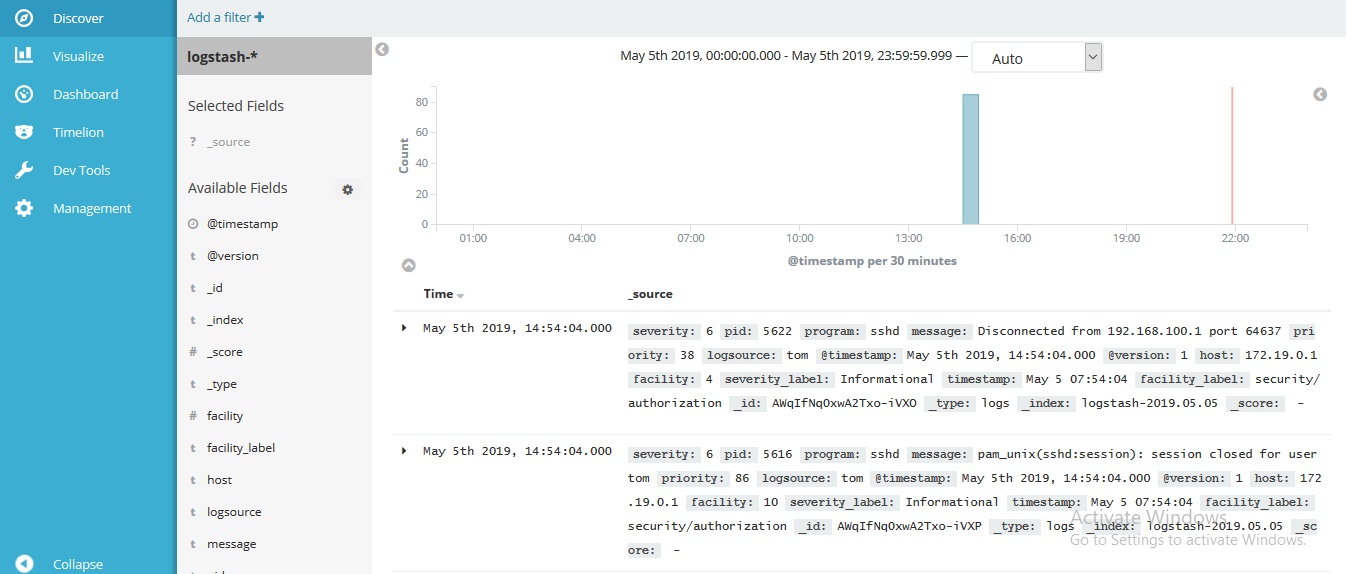 Discover
Visualize
Dashboard
Timelion
Dev Tools
Management
Collapse
Add a filter +
logstash-*
Selected Fields
? _source
Available Fields
@timestamp
t @version
t _id
t _index
# _score
t _type
# facility
t facility_label
t host
t logsource
t message
May 5th 2019, 00:00:00.000 - May 5th 2019, 23:59:59.999 — Auto
Count
80
60
40
20
0
01:00 04:00 07:00 10:00 13:00 16:00 19:00 22:00
@timestamp per 30 minutes
Time _source
May 5th 2019, 14:54:04.000
severity: 6 pid: 5622 program: sshd message: Disconnected from 192.168.100.1 port 64637 pri
ority: 38 logsource: tom @timestamp: May 5th 2019, 14:54:04.000 @version: 1 host: 172.19.0.1
facility: 4 severity_label: Informational timestamp: May 5 07:54:04 facility_label: security/
authorization _id: AWqIfNqOxwA2Txo-iVXO _type: logs _index: logstash-2019.05.05 _score: -
May 5th 2019, 14:54:04.000
severity: 6 pid: 5616 program: sshd message: pam_unix(sshd:session): session closed for user
tom priority: 86 logsource: tom @timestamp: May 5th 2019, 14:54:04.000 @version: 1 host: 172
.19.0.1 facility: 10 severity_label: Informational timestamp: May 5 07:54:04 facility_label:
security/authorization _id: AWqIfNqOxwA2Txo-iVXP _type: logs _index: logstash-2019.05.05 _sc
ore: -
Activate Windows
Go to Settings to activate Windows.